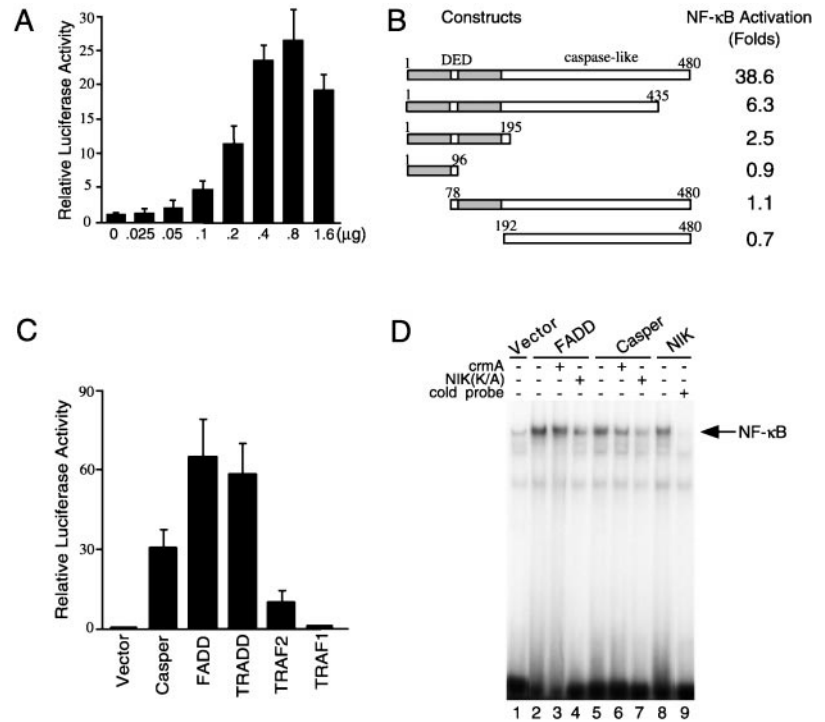 A
Relative Luciferase Activity
30
25
20
15
10
5
0
0 .025 .05 .1 .2 .4 .8 1.6 (μg)
B
Constructs
NF-κB Activation
(Folds)
1 DED caspase-like 480
38.6
1 435
6.3
1 195
2.5
1 96
0.9
78 480
1.1
192 480
0.7
C
Relative Luciferase Activity
90
60
30
0
Vector Casper FADD TRADD TRAF2 TRAF1
D
Vector FADD Casper NIK
crmA - - + - - + - - -
NIK(K/A) - - - + - - + - -
cold probe - - - - - - - - +
NF-κB
1 2 3 4 5 6 7 8 9